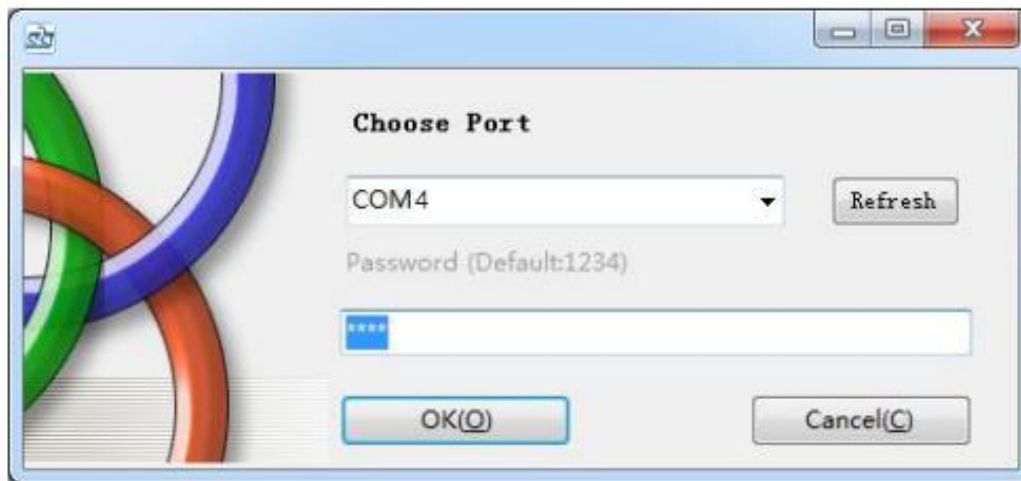 Choose Port
COM4
Refresh
Password (Default:1234)
****
OK(O)
Cancel(C)